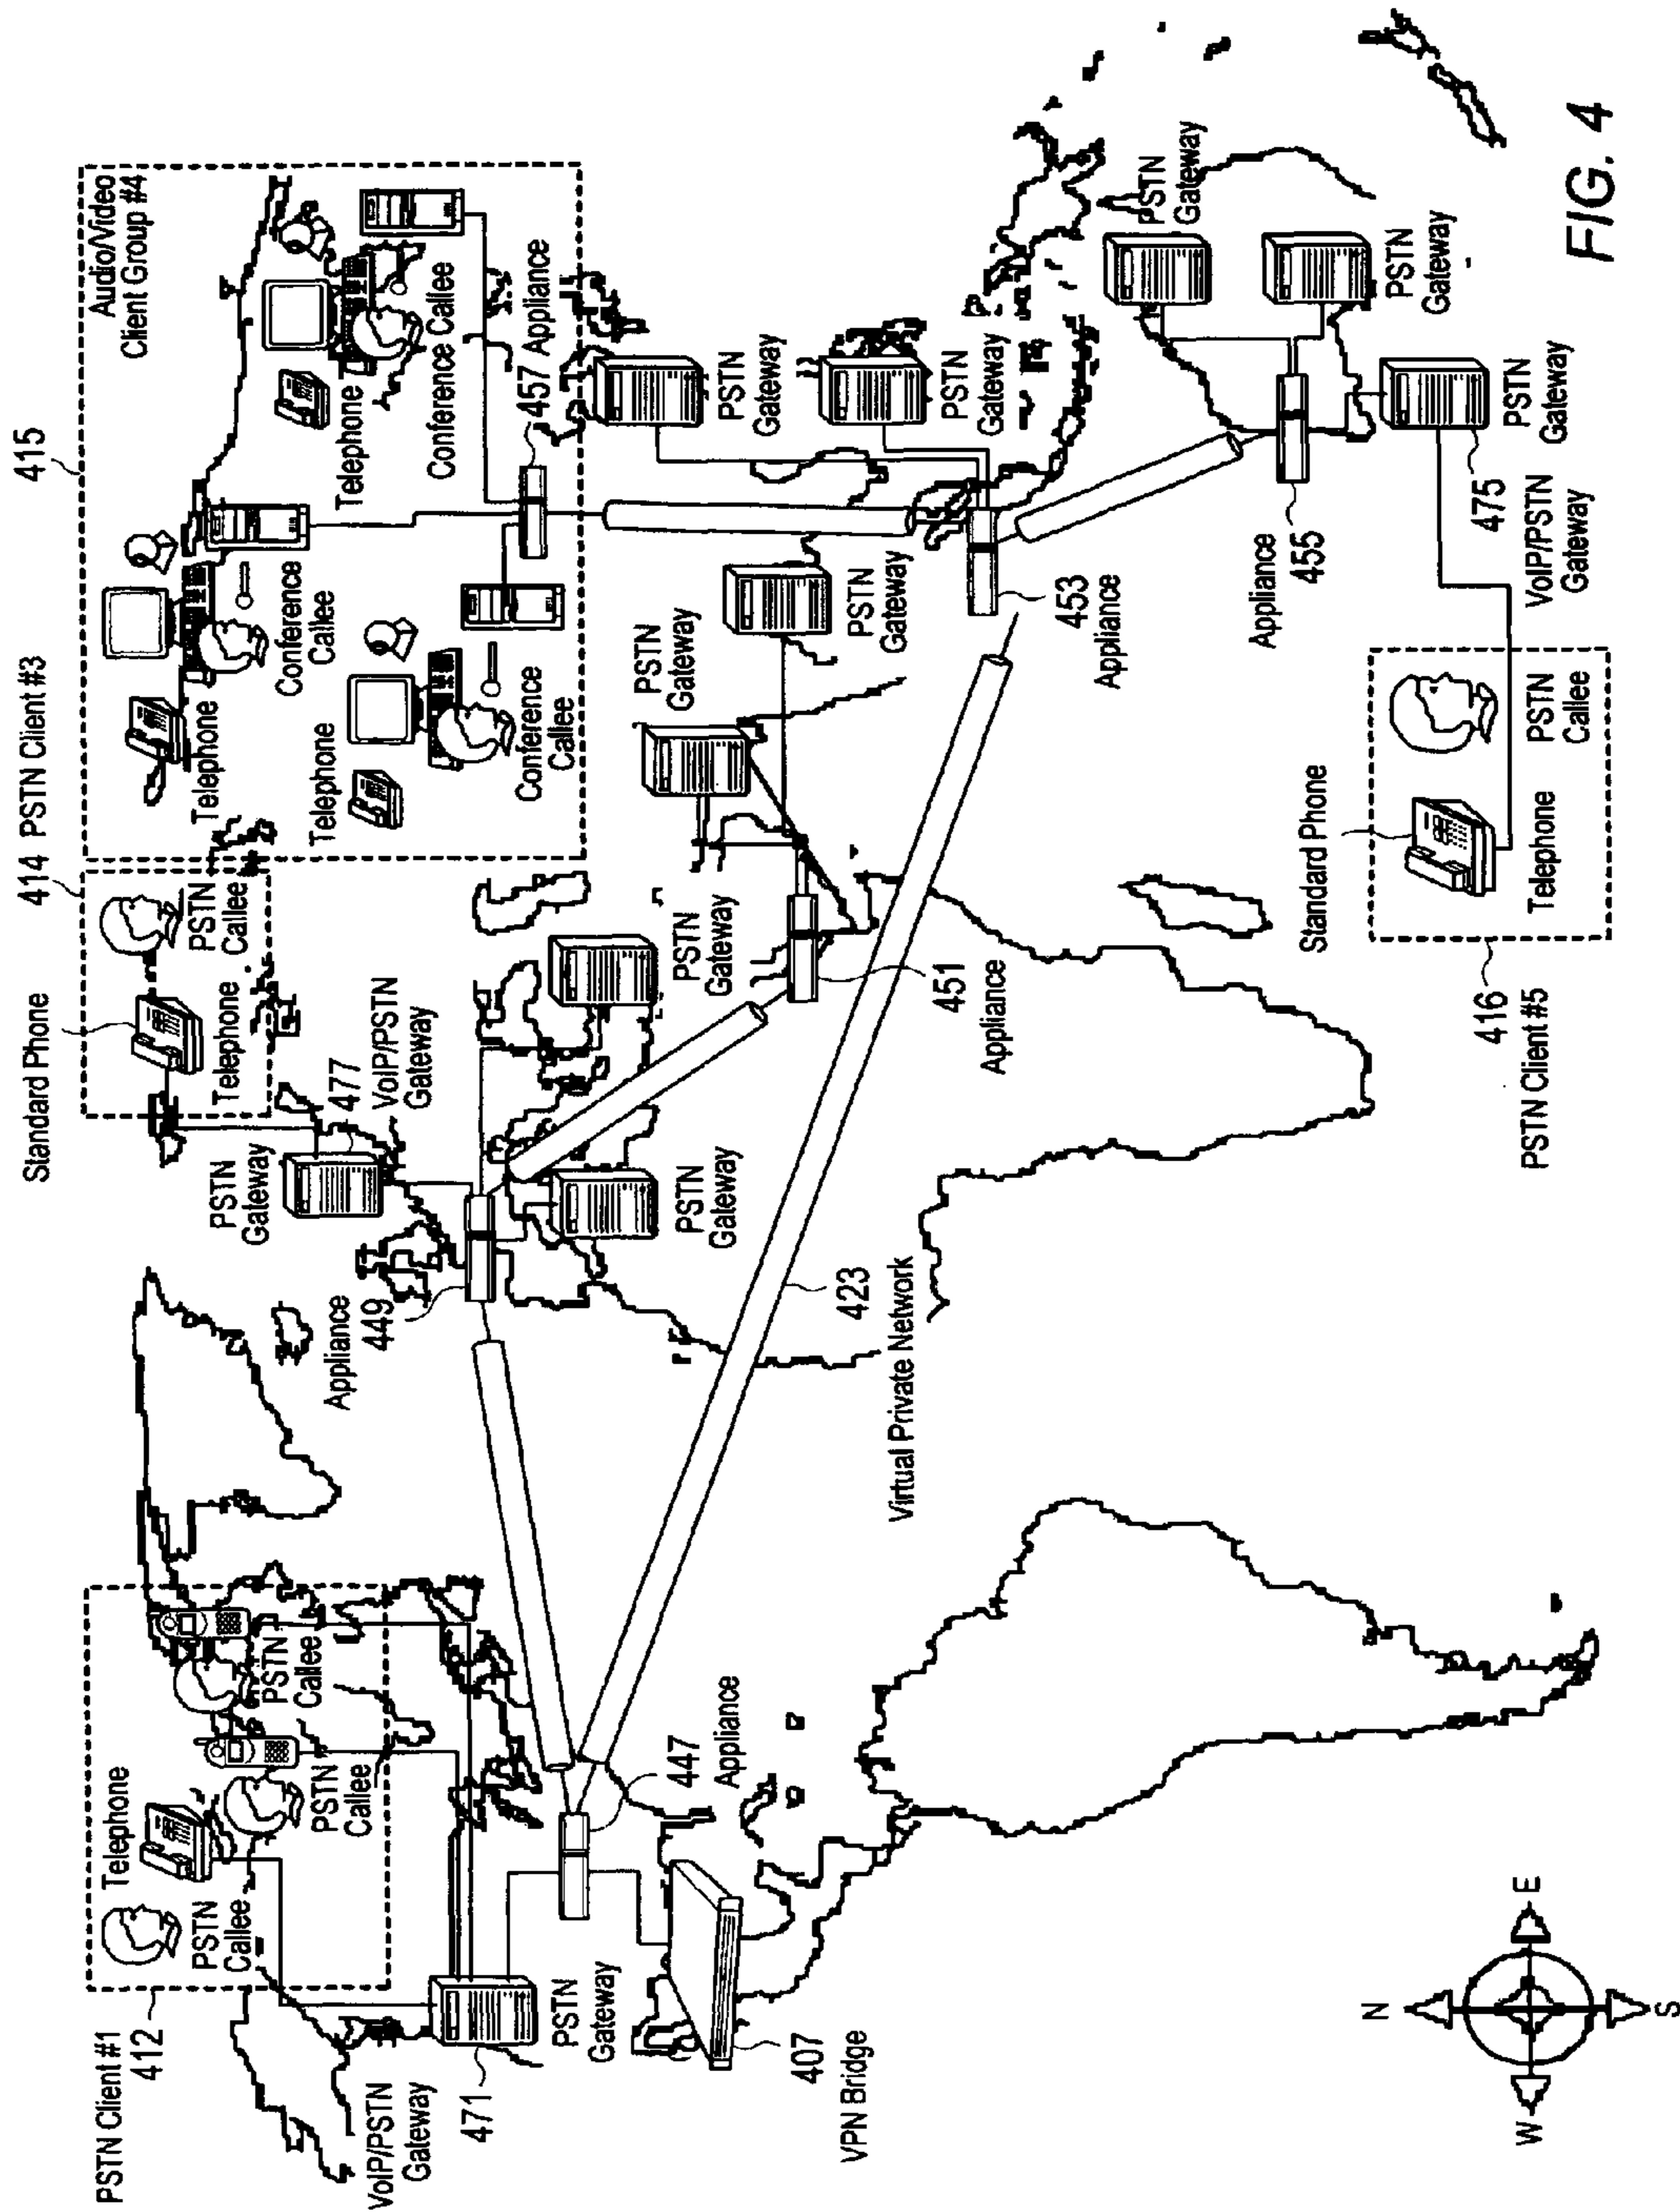 PSTN Client #1
412
PSTN
Callee
Telephone
PSTN
Callee
PSTN
Callee
VoIP/PSTN
Gateway
471
PSTN
Gateway
407
VPN Bridge
447
Appliance
Standard Phone
414 PSTN Client #3
Telephone
PSTN
Callee
PSTN
Gateway
477
VoIP/PSTN
Gateway
Appliance
449
PSTN
Gateway
PSTN
Gateway
415
Audio/Video
Client Group #4
Telephone
Conference
Callee
Telephone
Conference
Callee
Telephone
Conference Callee
457 Appliance
PSTN
Gateway
PSTN
Gateway
PSTN
Gateway
PSTN
Gateway
451
Appliance
453
Appliance
423
Virtual Private Network
PSTN
Gateway
PSTN
Gateway
Appliance
455
PSTN
Gateway
475
VoIP/PSTN
Gateway
Standard Phone
Telephone
PSTN
Callee
416
PSTN Client #5
N
W
E
S
FIG. 4